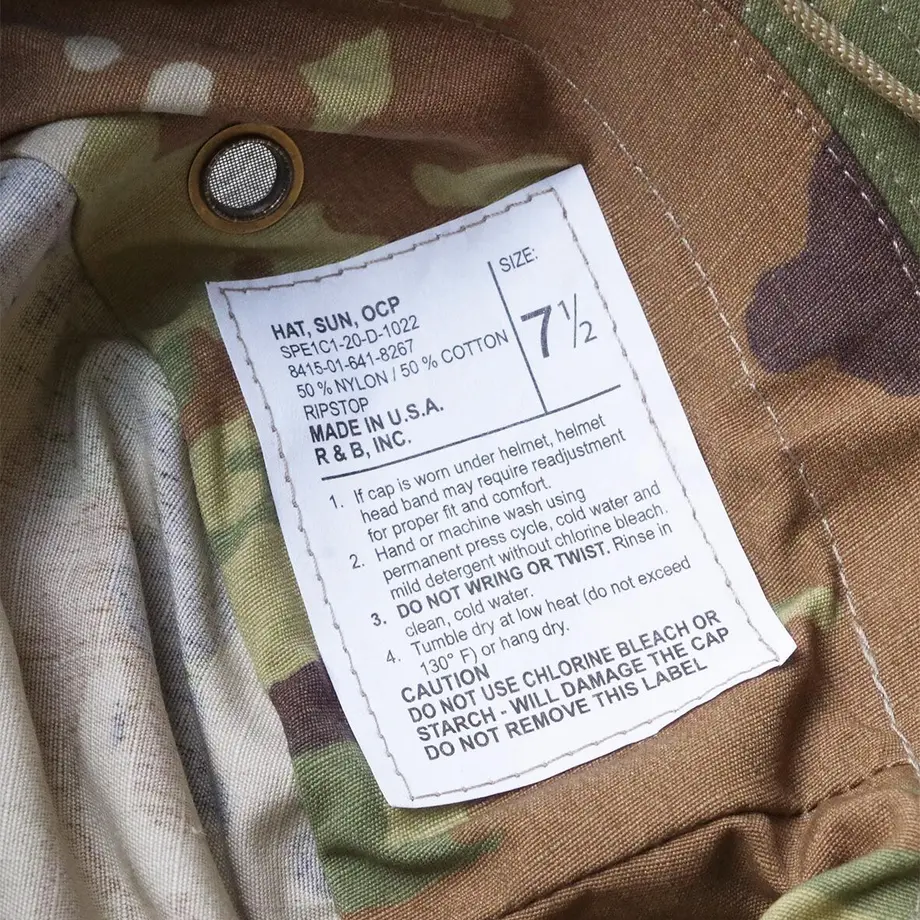 HAT, SUN, OCP
SPE1C1-20-D-1022
8415-01-641-8267
50 % NYLON / 50 % COTTON
RIPSTOP
MADE IN U.S.A.
R & B, INC.
SIZE:
7 1/2
1. If cap is worn under helmet, helmet
head band may require readjustment
for proper fit and comfort.
2. Hand or machine wash using
permanent press cycle, cold water and
mild detergent without chlorine bleach.
3. DO NOT WRING OR TWIST. Rinse in
clean, cold water.
4. Tumble dry at low heat (do not exceed
130° F) or hang dry.
CAUTION
DO NOT USE CHLORINE BLEACH OR
STARCH - WILL DAMAGE THE CAP
DO NOT REMOVE THIS LABEL